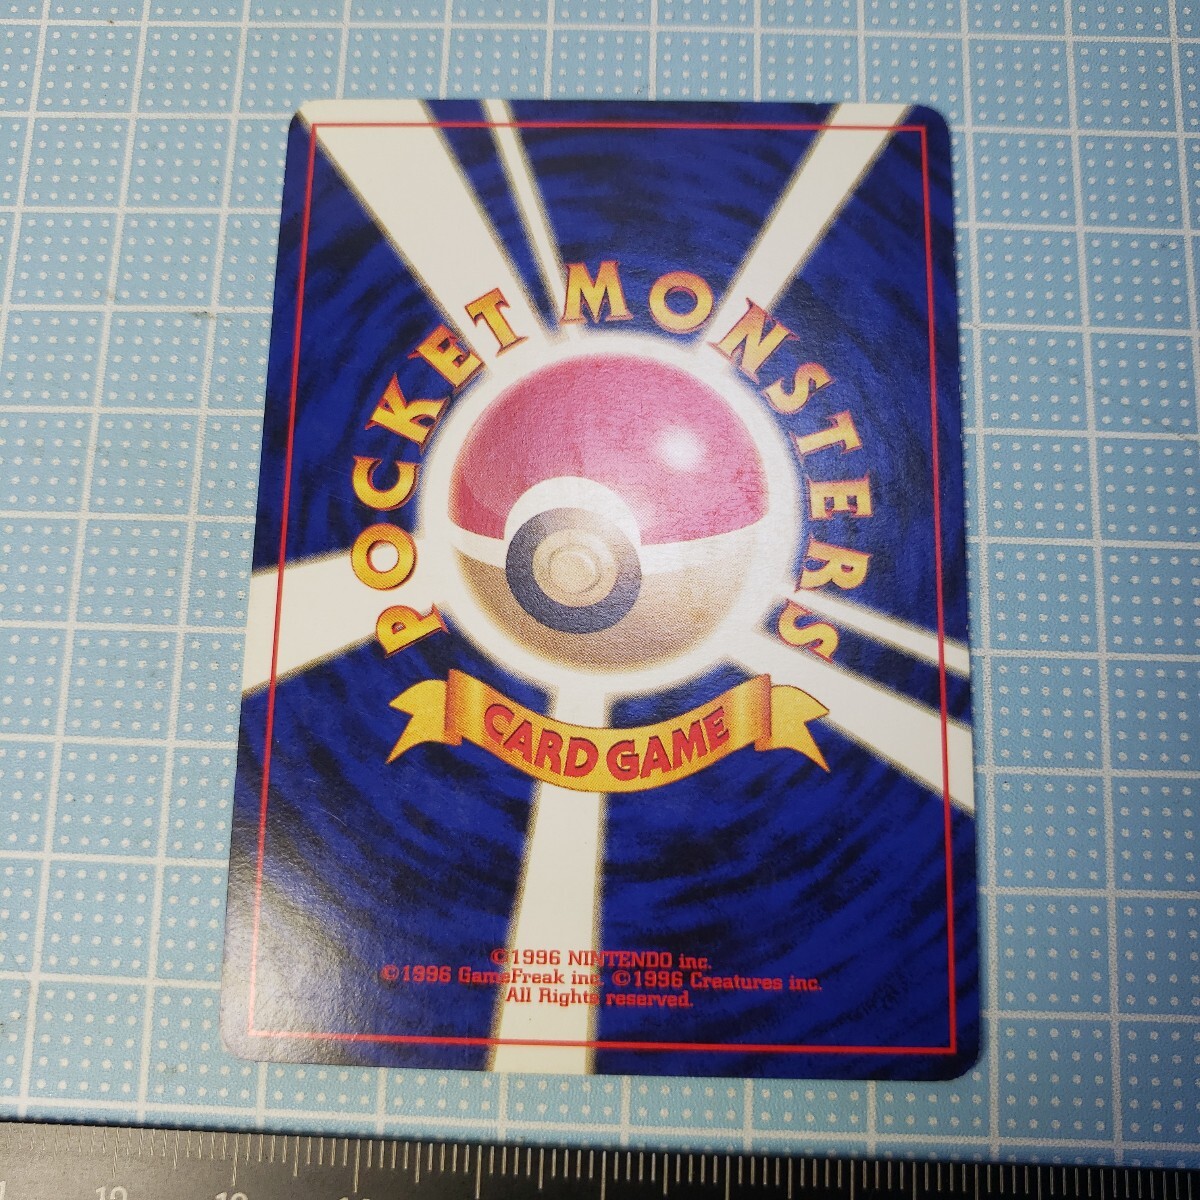 POCKET MONSTERS
CARD GAME
©1996 NINTENDO inc.
©1996 GameFreak inc. ©1996 Creatures inc.
All Rights reserved.